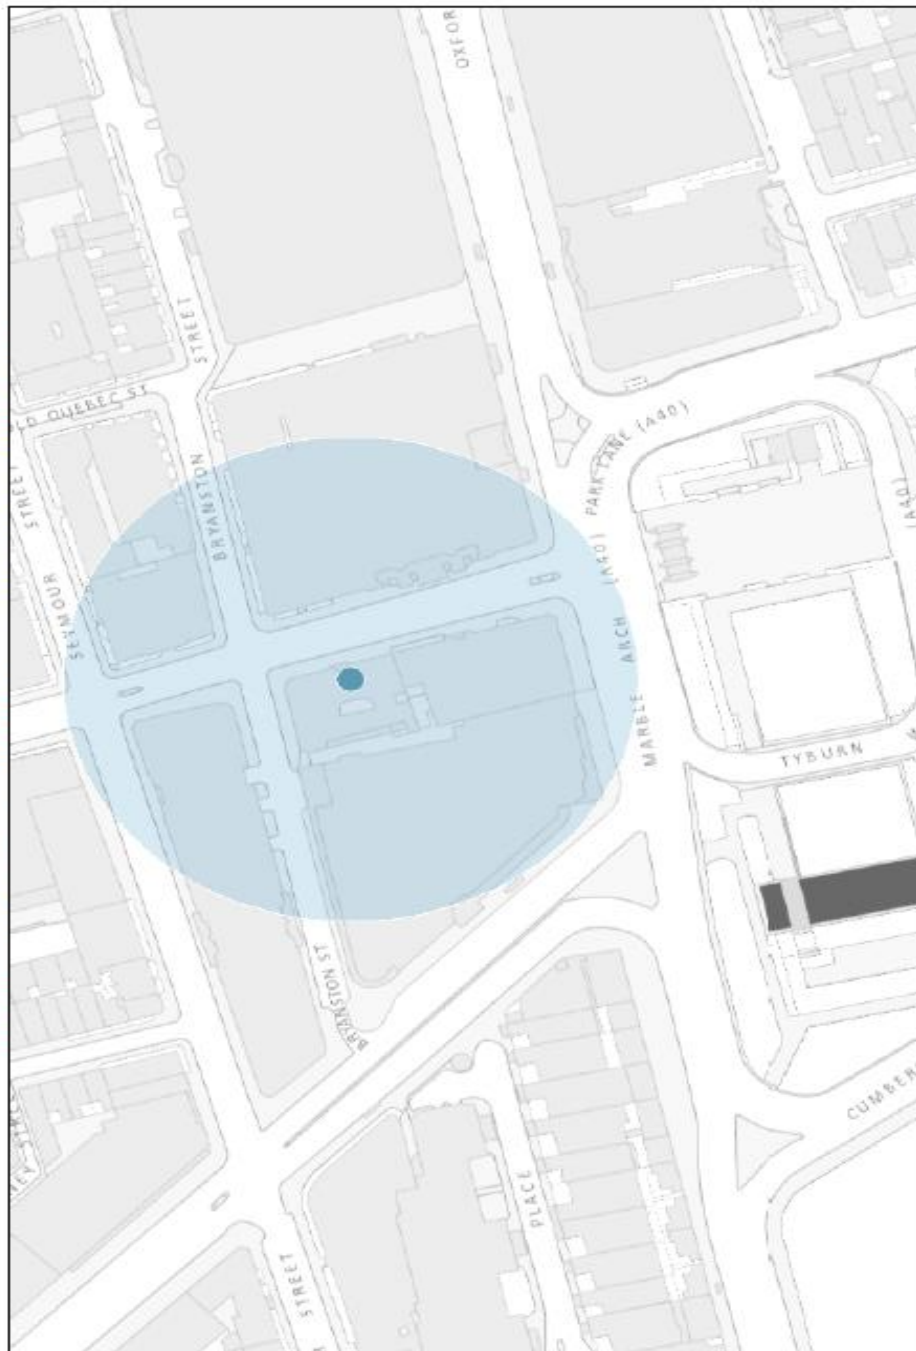 OXFOR
STREET
OLD QUEBEC ST
STREET
BRYANSTON
SEYMOUR
PARK LANE (A40)
(A40)
(A40)
MARBLE ARCH
TYBURN
BRYANSTON ST
CUMBER
PLACE
STREET